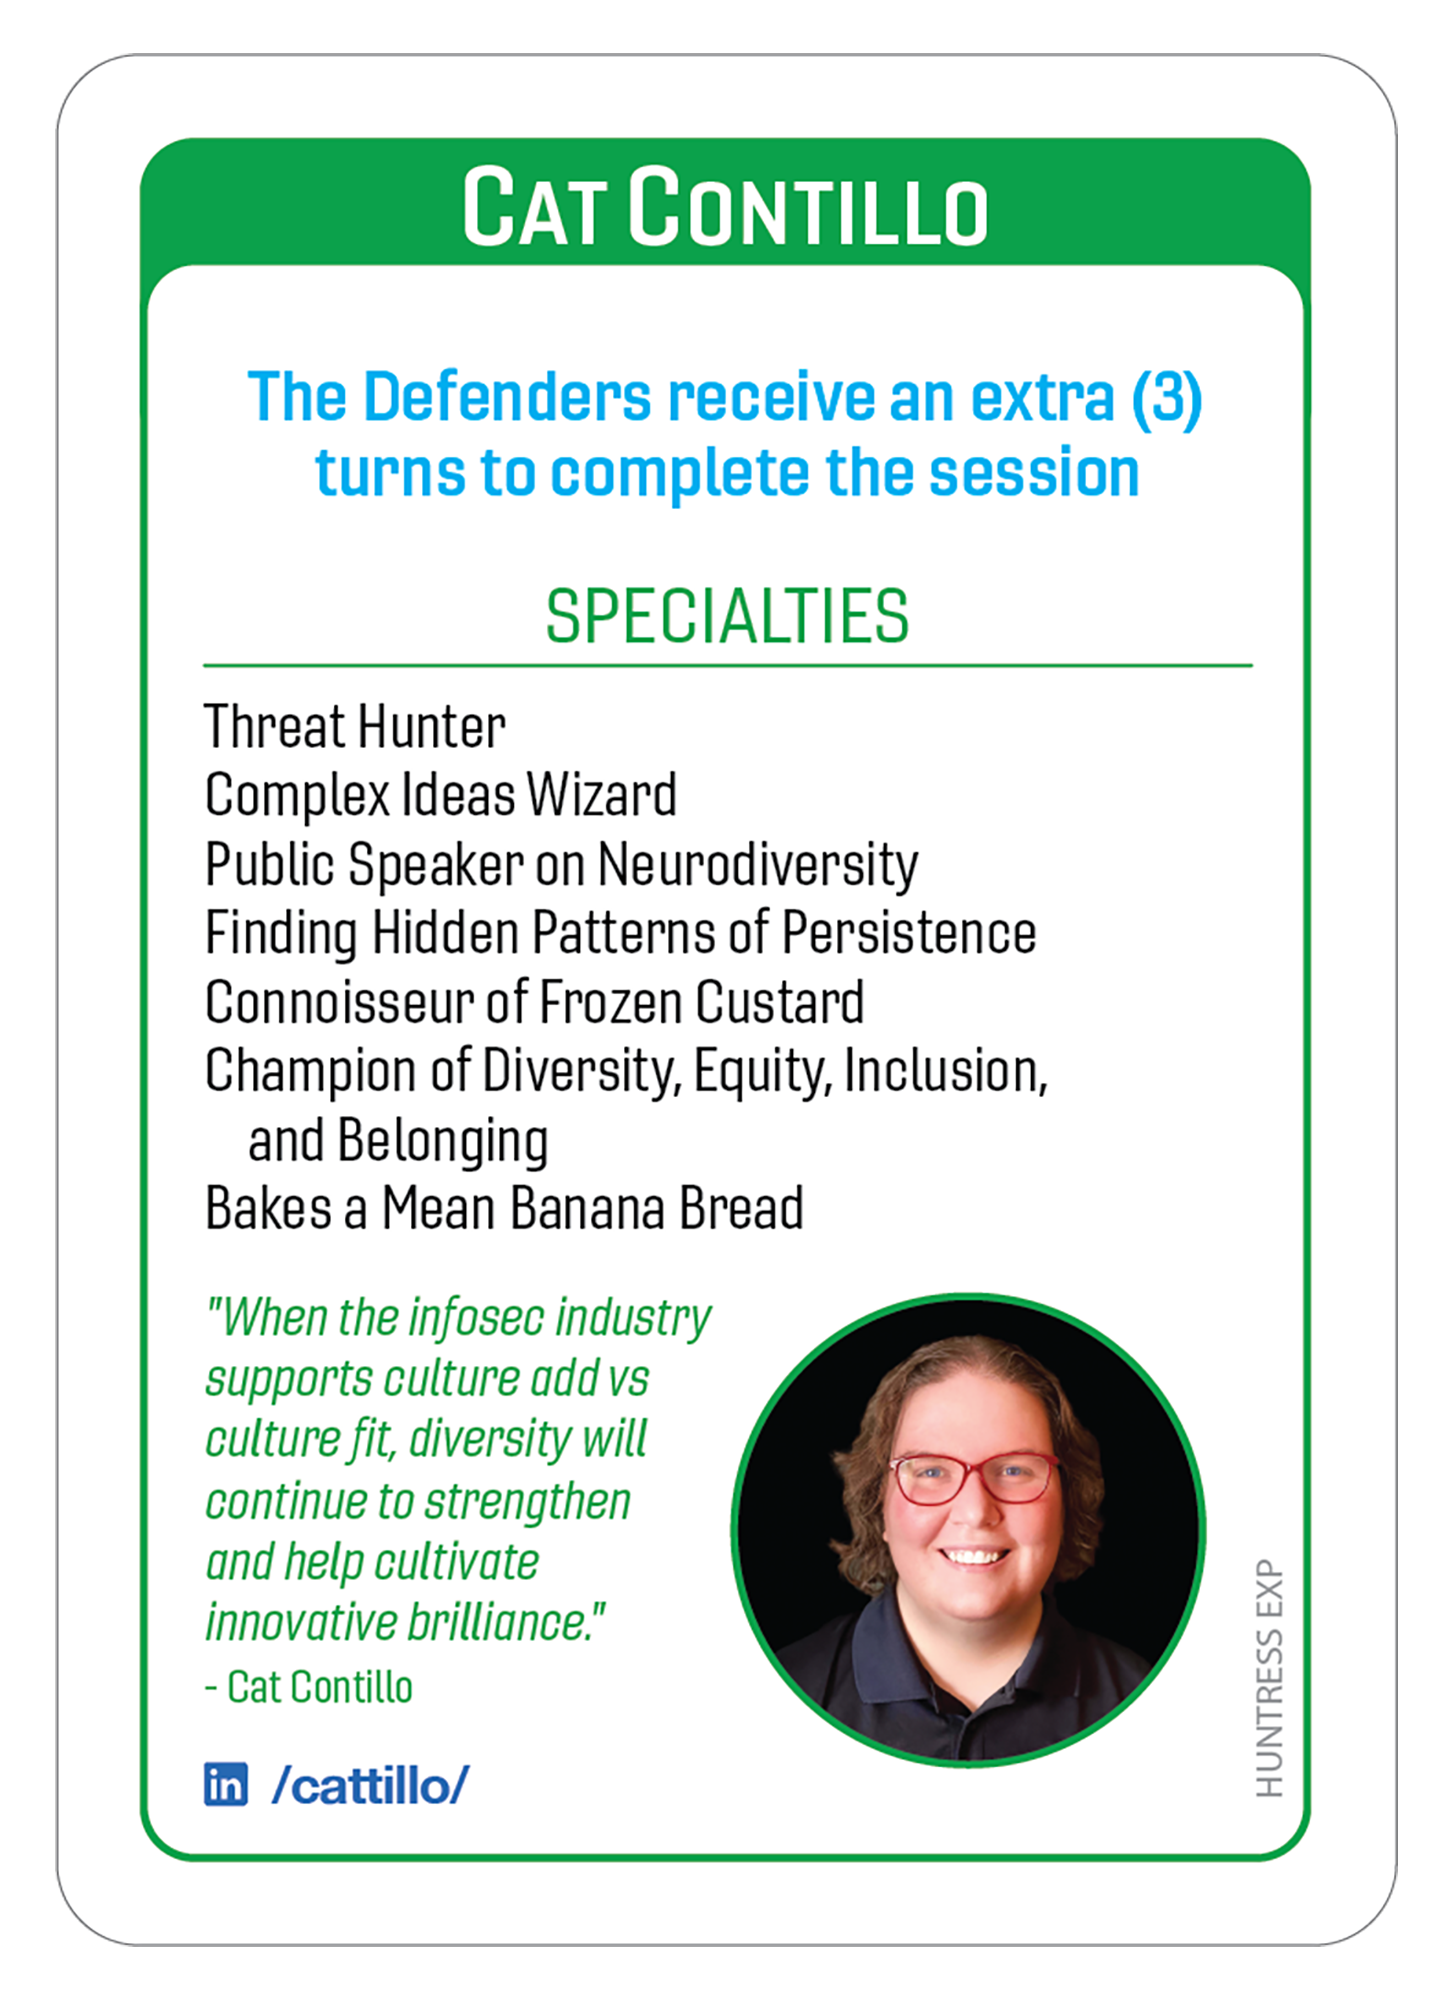 CAT CONTILLO
The Defenders receive an extra (3)
turns to complete the session
SPECIALTIES
Threat Hunter
Complex Ideas Wizard
Public Speaker on Neurodiversity
Finding Hidden Patterns of Persistence
Connoisseur of Frozen Custard
Champion of Diversity, Equity, Inclusion,
and Belonging
Bakes a Mean Banana Bread
"When the infosec industry
supports culture add vs
culture fit, diversity will
continue to strengthen
and help cultivate
innovative brilliance."
- Cat Contillo
in /cattillo/
HUNTRESS EXP